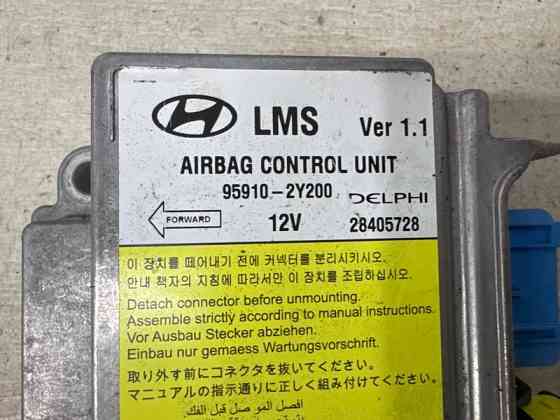 LMS Ver 1.1
AIRBAG CONTROL UNIT
95910-2Y200 DELPHI
FORWARD 12V 28405728
이 장치를 떼어내기 전에 커넥터를 분리시키시오.
안내 책자의 지침에 따라서만 이 장치를 조립하십시오.
Detach connector before unmounting.
Assemble strictly according to manual instructions.
Vor Ausbau Stecker abziehen.
Einbau nur gemaess Wartungsvorschrift.
取り外す前にコネクタを抜いてください。
マニュアルの指示通りに正しく組み付けてください。
افصل الموصل قبل الفك.